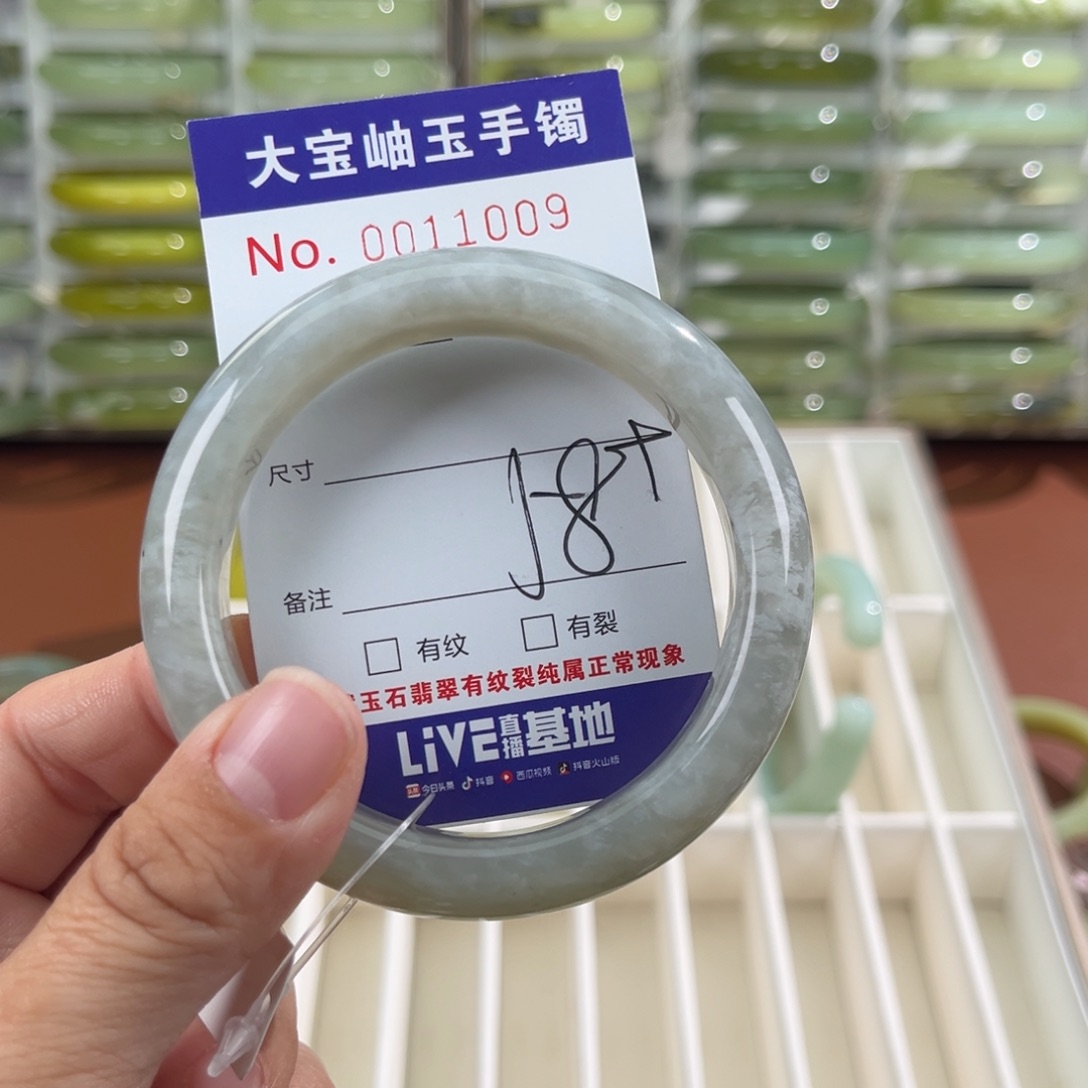 大宝岫玉手镯
No. 0011009
尺寸
备注
□ 有纹 □ 有裂
玉石翡翠有纹裂纯属正常现象
LiVE直播基地
今日头条 抖音 西瓜视频 抖音火山版